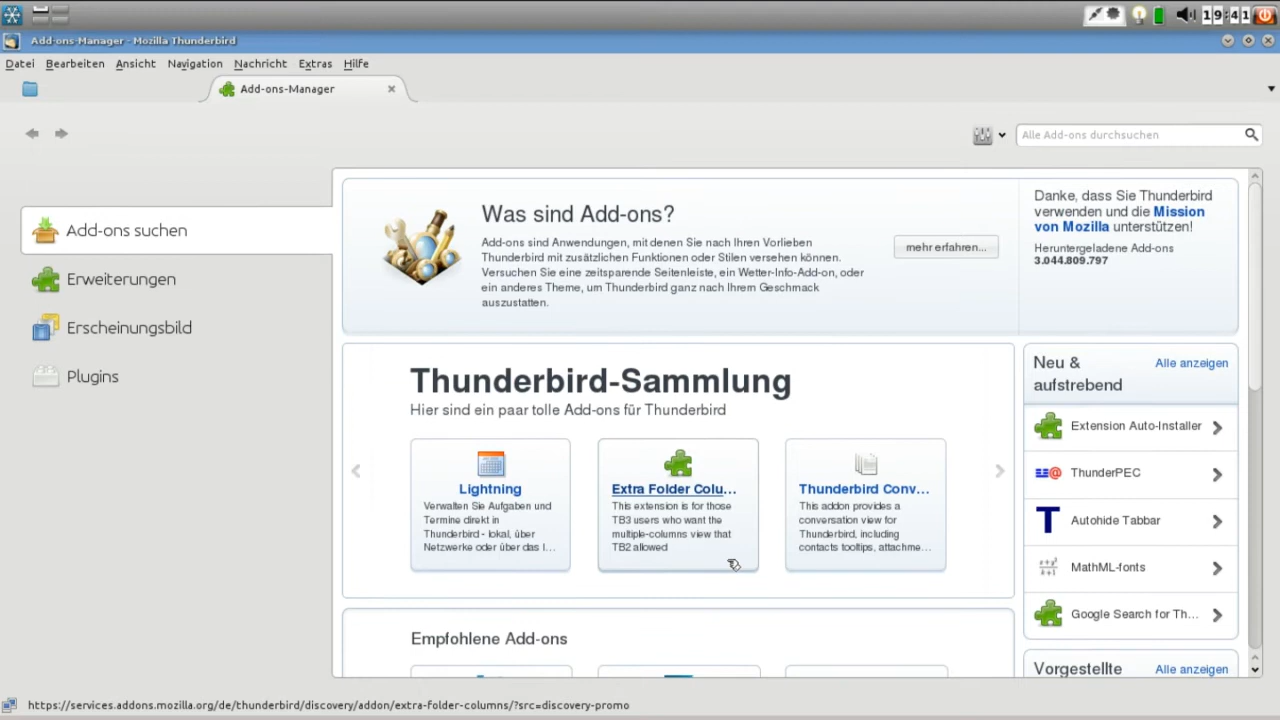 19:41
Add-ons-Manager - Mozilla Thunderbird
Datei Bearbeiten Ansicht Navigation Nachricht Extras Hilfe
Add-ons-Manager
Alle Add-ons durchsuchen
Add-ons suchen
Erweiterungen
Erscheinungsbild
Plugins
Was sind Add-ons?
Add-ons sind Anwendungen, mit denen Sie nach Ihren Vorlieben
Thunderbird mit zusätzlichen Funktionen oder Stilen versehen können.
Versuchen Sie eine zeitsparende Seitenleiste, ein Wetter-Info-Add-on, oder
ein anderes Theme, um Thunderbird ganz nach Ihrem Geschmack
auszustatten.
mehr erfahren...
Danke, dass Sie Thunderbird
verwenden und die Mission
von Mozilla unterstützen!
Heruntergeladene Add-ons
3.044.809.797
Thunderbird-Sammlung
Hier sind ein paar tolle Add-ons für Thunderbird
Lightning
Verwalten Sie Aufgaben und
Termine direkt in
Thunderbird - lokal, über
Netzwerke oder über das I...
Extra Folder Colu...
This extension is for those
TB3 users who want the
multiple-columns view that
TB2 allowed
Thunderbird Conv...
This addon provides a
conversation view for
Thunderbird, including
contacts tooltips, attachme...
Empfohlene Add-ons
Neu &
aufstrebend
Alle anzeigen
Extension Auto-Installer
ThunderPEC
T Autohide Tabbar
MathML-fonts
Google Search for Th...
Vorgestellte
Alle anzeigen
https://services.addons.mozilla.org/de/thunderbird/discovery/addon/extra-folder-columns/?src=discovery-promo